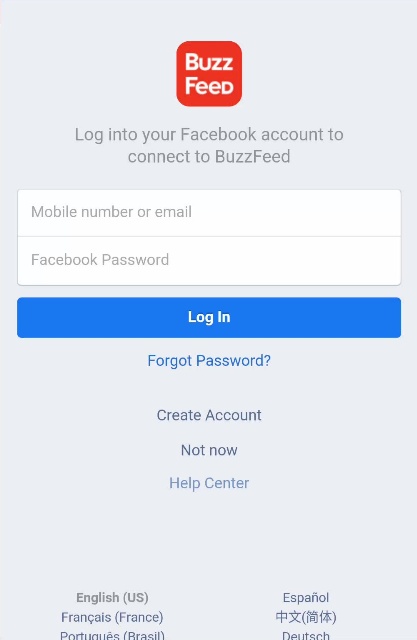 BUZZ
FEED
Log into your Facebook account to
connect to BuzzFeed
Mobile number or email
Facebook Password
Log In
Forgot Password?
Create Account
Not now
Help Center
English (US)
Español
Français (France)
中文(简体)
Português (Brasil)
Deutsch